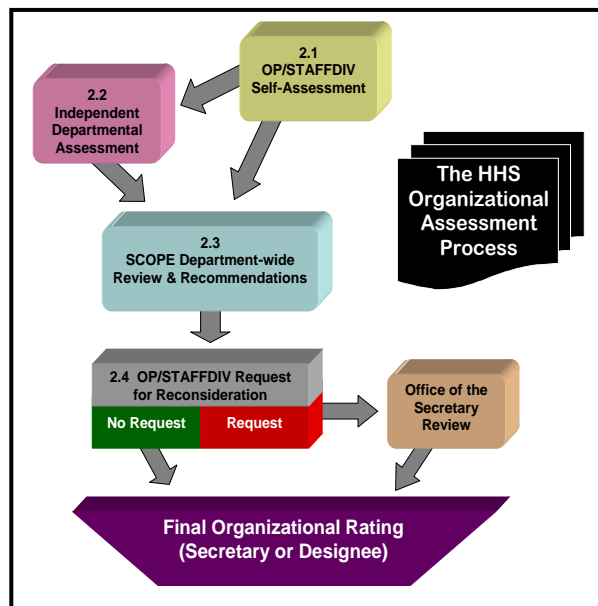 2.1
OP/STAFFDIV
Self-Assessment
2.2
Independent
Departmental
Assessment
The HHS
Organizational
Assessment
Process
2.3
SCOPE Department-wide
Review & Recommendations
2.4 OP/STAFFDIV Request
for Reconsideration
No Request
Request
Office of the
Secretary
Review
Final Organizational Rating
(Secretary or Designee)